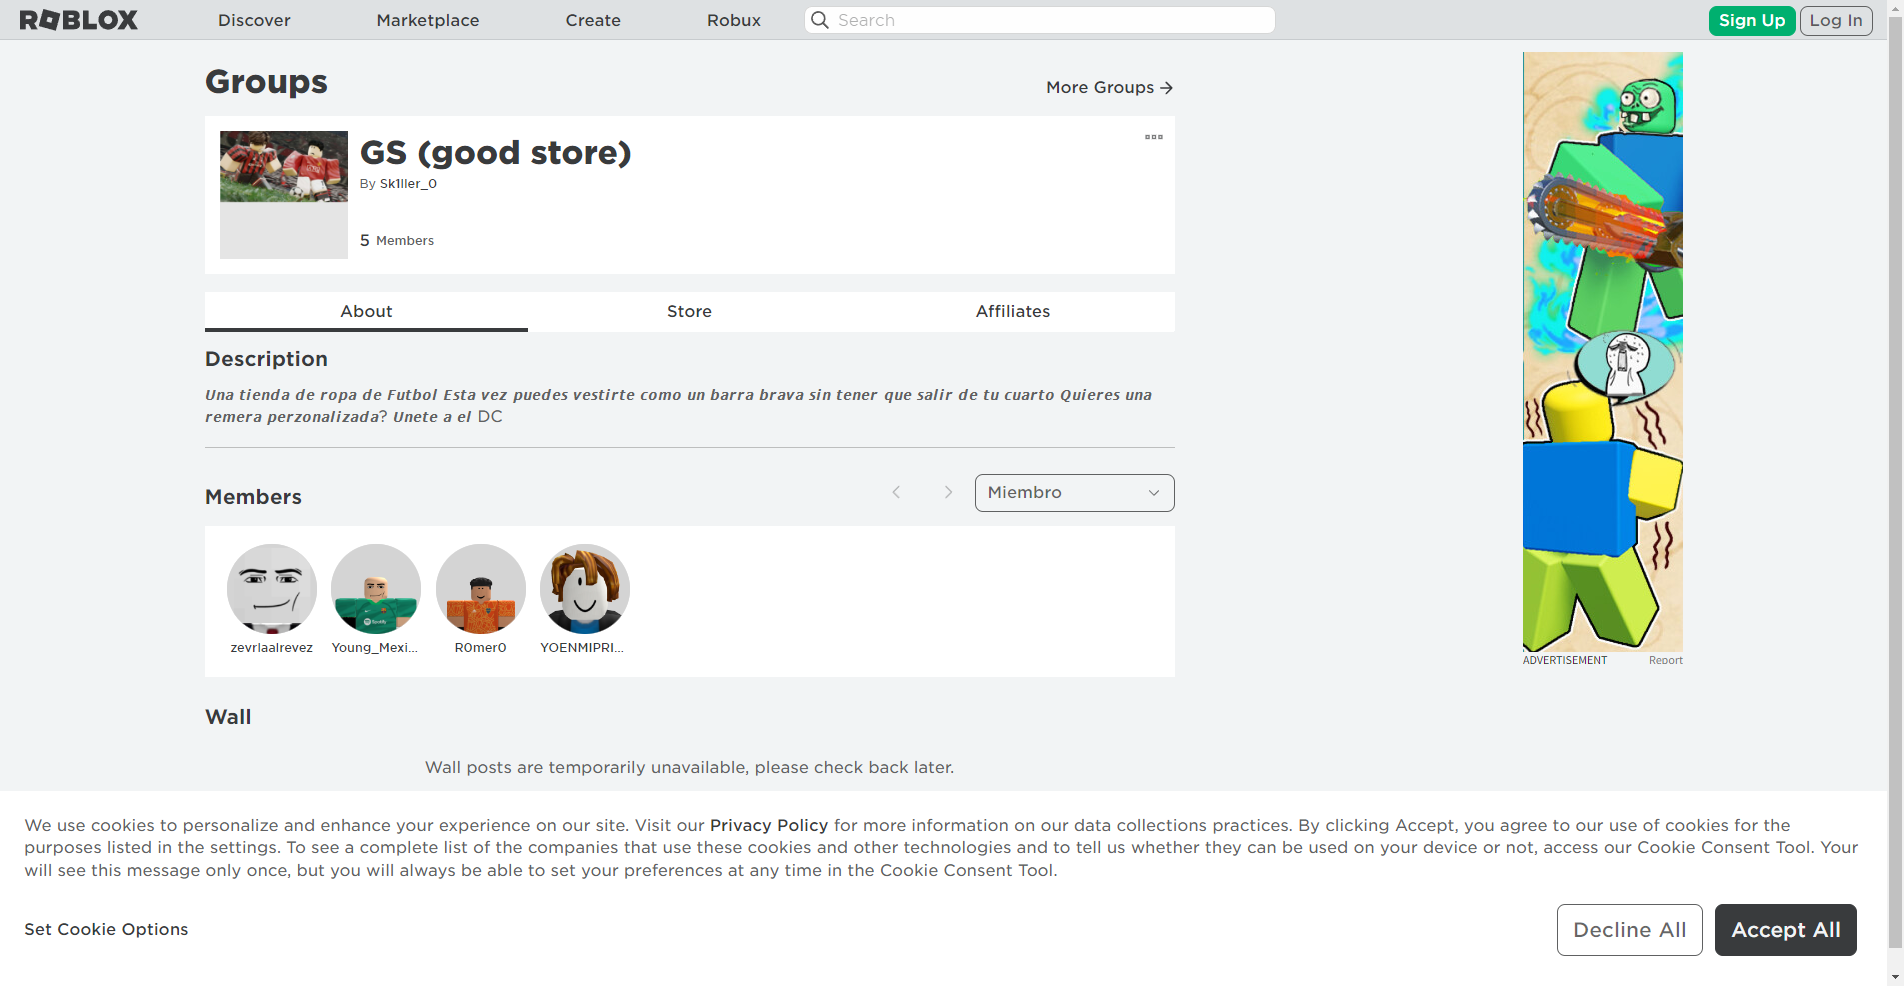 ROBLOX Discover Marketplace Create Robux Search Sign Up Log In
Groups
More Groups
GS (good store)
By Sk1ller_0
5 Members
About Store Affiliates
Description
Una tienda de ropa de Futbol Esta vez puedes vestirte como un barra brava sin tener que salir de tu cuarto Quieres una
remera perzonalizada? Unete a el DC
Members
Miembro
zevrlaalrevez Young_Mexi... R0mer0 YOENMIPRI...
ADVERTISEMENT Report
Wall
Wall posts are temporarily unavailable, please check back later.
We use cookies to personalize and enhance your experience on our site. Visit our Privacy Policy for more information on our data collections practices. By clicking Accept, you agree to our use of cookies for the
purposes listed in the settings. To see a complete list of the companies that use these cookies and other technologies and to tell us whether they can be used on your device or not, access our Cookie Consent Tool. Your
will see this message only once, but you will always be able to set your preferences at any time in the Cookie Consent Tool.
Set Cookie Options
Decline All Accept All